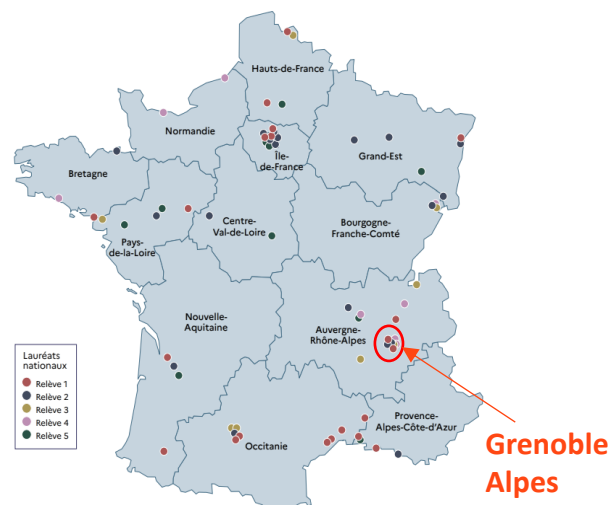 Hauts-de-France
Normandie
Île-
de-France
Grand-Est
Bretagne
Pays-
de-la-Loire
Centre-
Val-de-Loire
Bourgogne-
Franche-Comté
Nouvelle-
Aquitaine
Auvergne-
Rhône-Alpes
Lauréats
nationaux
Relève 1
Relève 2
Relève 3
Relève 4
Relève 5
Occitanie
Provence-
Alpes-Côte-d'Azur
Grenoble
Alpes